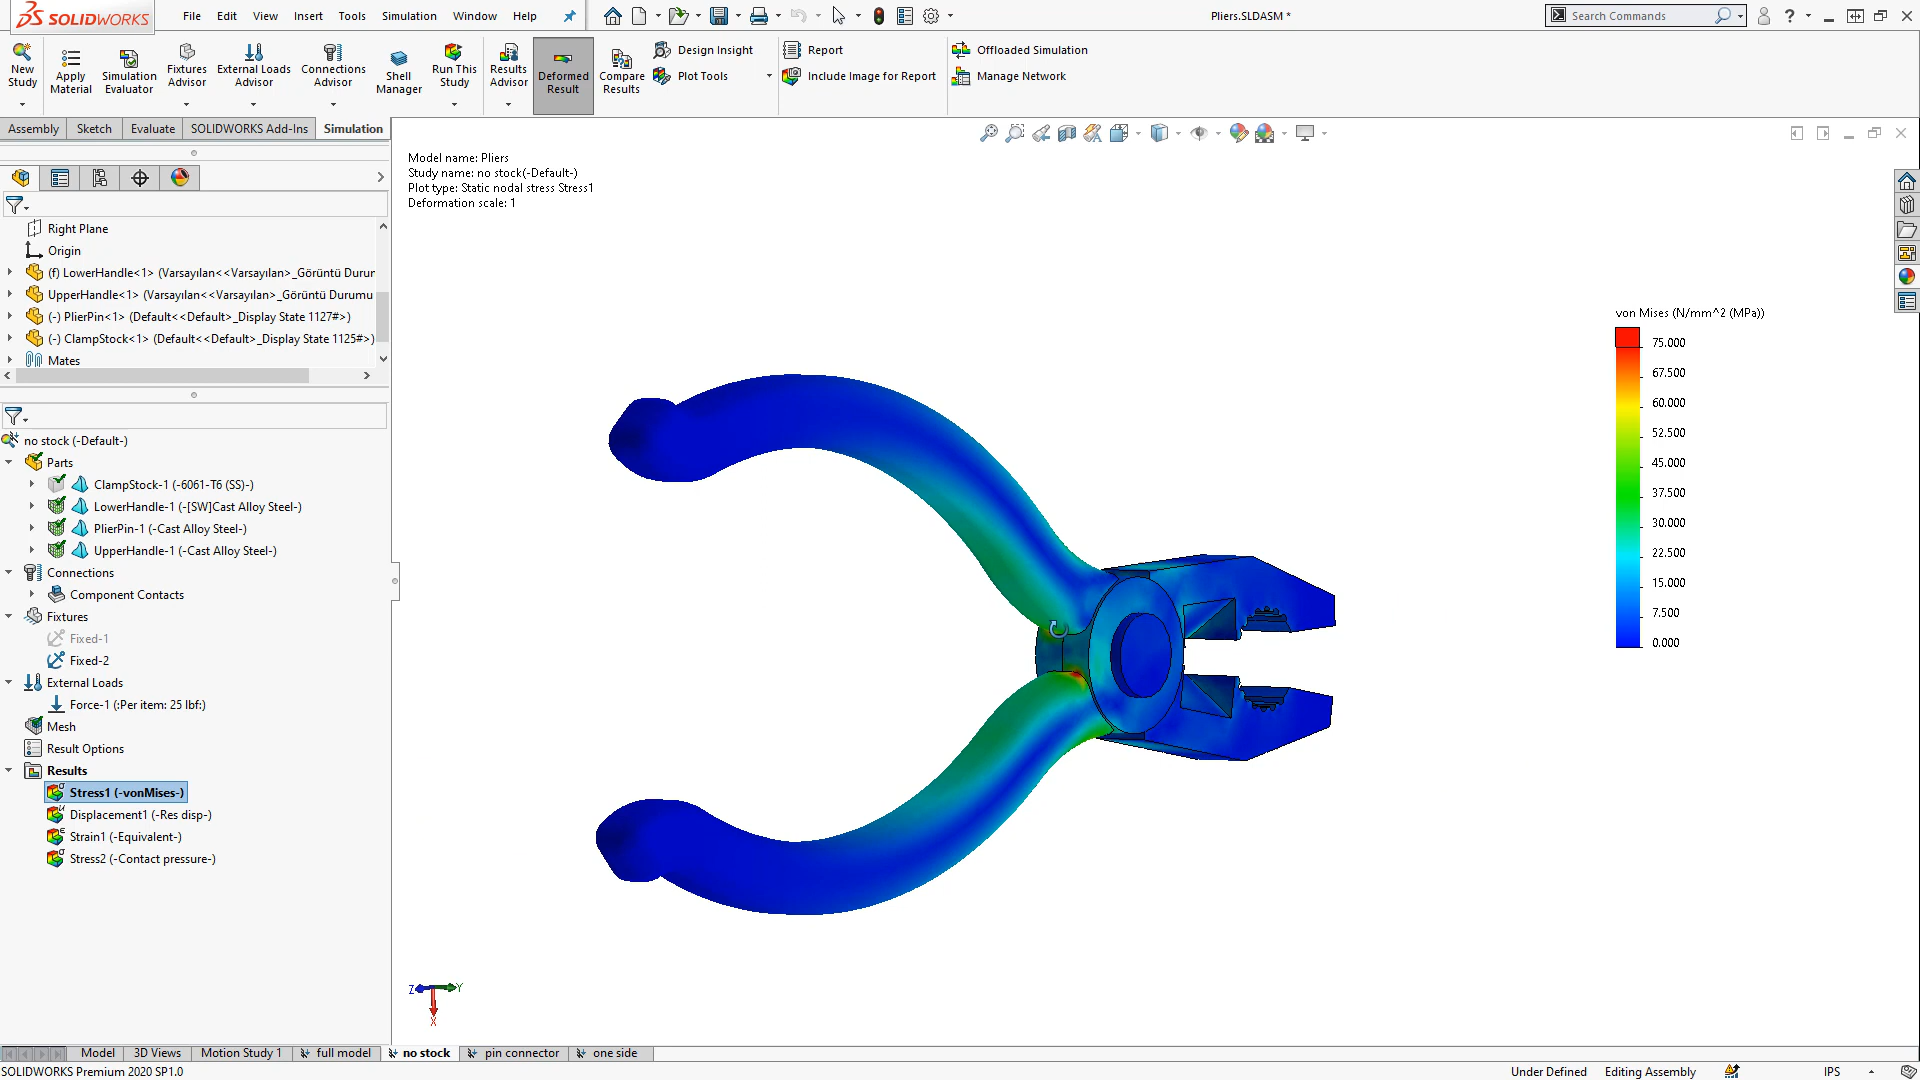 SOLIDWORKS
File Edit View Insert Tools Simulation Window Help
Pliers.SLDASM *
Search Commands
New Study
Apply Material
Simulation Evaluator
Fixtures Advisor
External Loads Advisor
Connections Advisor
Shell Manager
Run This Study
Results Advisor
Deformed Result
Compare Results
Design Insight
Plot Tools
Report
Include Image for Report
Offloaded Simulation
Manage Network
Assembly Sketch Evaluate SOLIDWORKS Add-Ins Simulation
Right Plane
Origin
(f) LowerHandle<1> (Varsayılan<<Varsayılan>_Görüntü Durur
UpperHandle<1> (Varsayılan<<Varsayılan>_Görüntü Durumu
(-) PlierPin<1> (Default<<Default>_Display State 1127#>)
(-) ClampStock<1> (Default<<Default>_Display State 1125#>)
Mates
no stock (-Default-)
Parts
ClampStock-1 (-6061-T6 (SS)-)
LowerHandle-1 (-[SW]Cast Alloy Steel-)
PlierPin-1 (-Cast Alloy Steel-)
UpperHandle-1 (-Cast Alloy Steel-)
Connections
Component Contacts
Fixtures
Fixed-1
Fixed-2
External Loads
Force-1 (:Per item: 25 lbf:)
Mesh
Result Options
Results
Stress1 (-vonMises-)
Displacement1 (-Res disp-)
Strain1 (-Equivalent-)
Stress2 (-Contact pressure-)
Model name: Pliers
Study name: no stock(-Default-)
Plot type: Static nodal stress Stress1
Deformation scale: 1
von Mises (N/mm^2 (MPa))
75.000
67.500
60.000
52.500
45.000
37.500
30.000
22.500
15.000
7.500
0.000
Z Y
X
Model 3D Views Motion Study 1 full model no stock pin connector one side
SOLIDWORKS Premium 2020 SP1.0
Under Defined Editing Assembly IPS